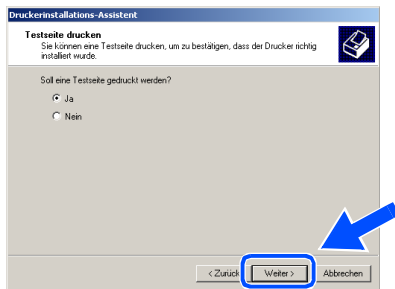 Druckerinstallations-Assistent
Testseite drucken
Sie können eine Testseite drucken, um zu bestätigen, dass der Drucker richtig
installiert wurde.
Soll eine Testseite gedruckt werden?
Ja
Nein
< Zurück Weiter > Abbrechen